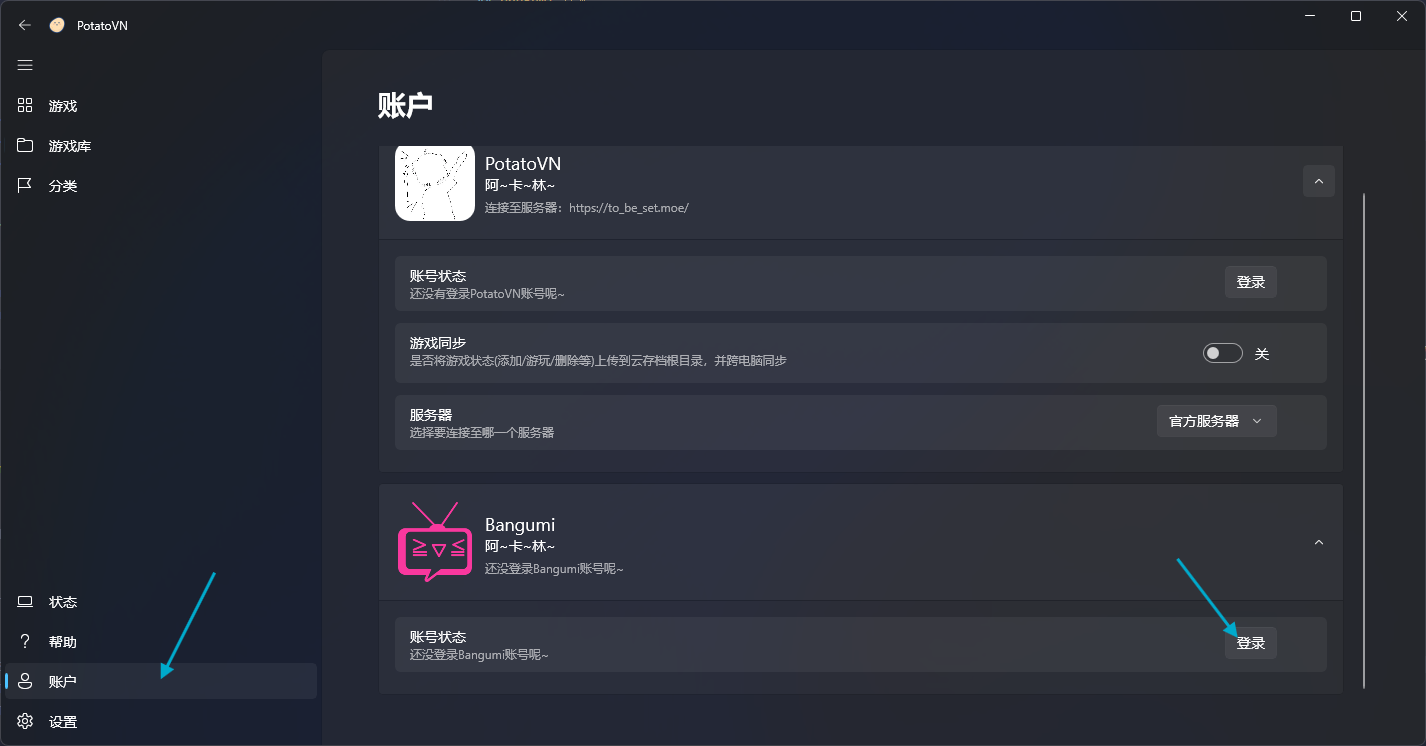 PotatoVN
游戏
游戏库
分类
状态
帮助
账户
设置
账户
PotatoVN
阿~卡~林~
连接至服务器：https://to_be_set.moe/
账号状态
还没有登录PotatoVN账号呢~
登录
游戏同步
是否将游戏状态(添加/游玩/删除等)上传到云存档根目录，并跨电脑同步
关
服务器
选择要连接至哪一个服务器
官方服务器
Bangumi
阿~卡~林~
还没登录Bangumi账号呢~
账号状态
还没登录Bangumi账号呢~
登录